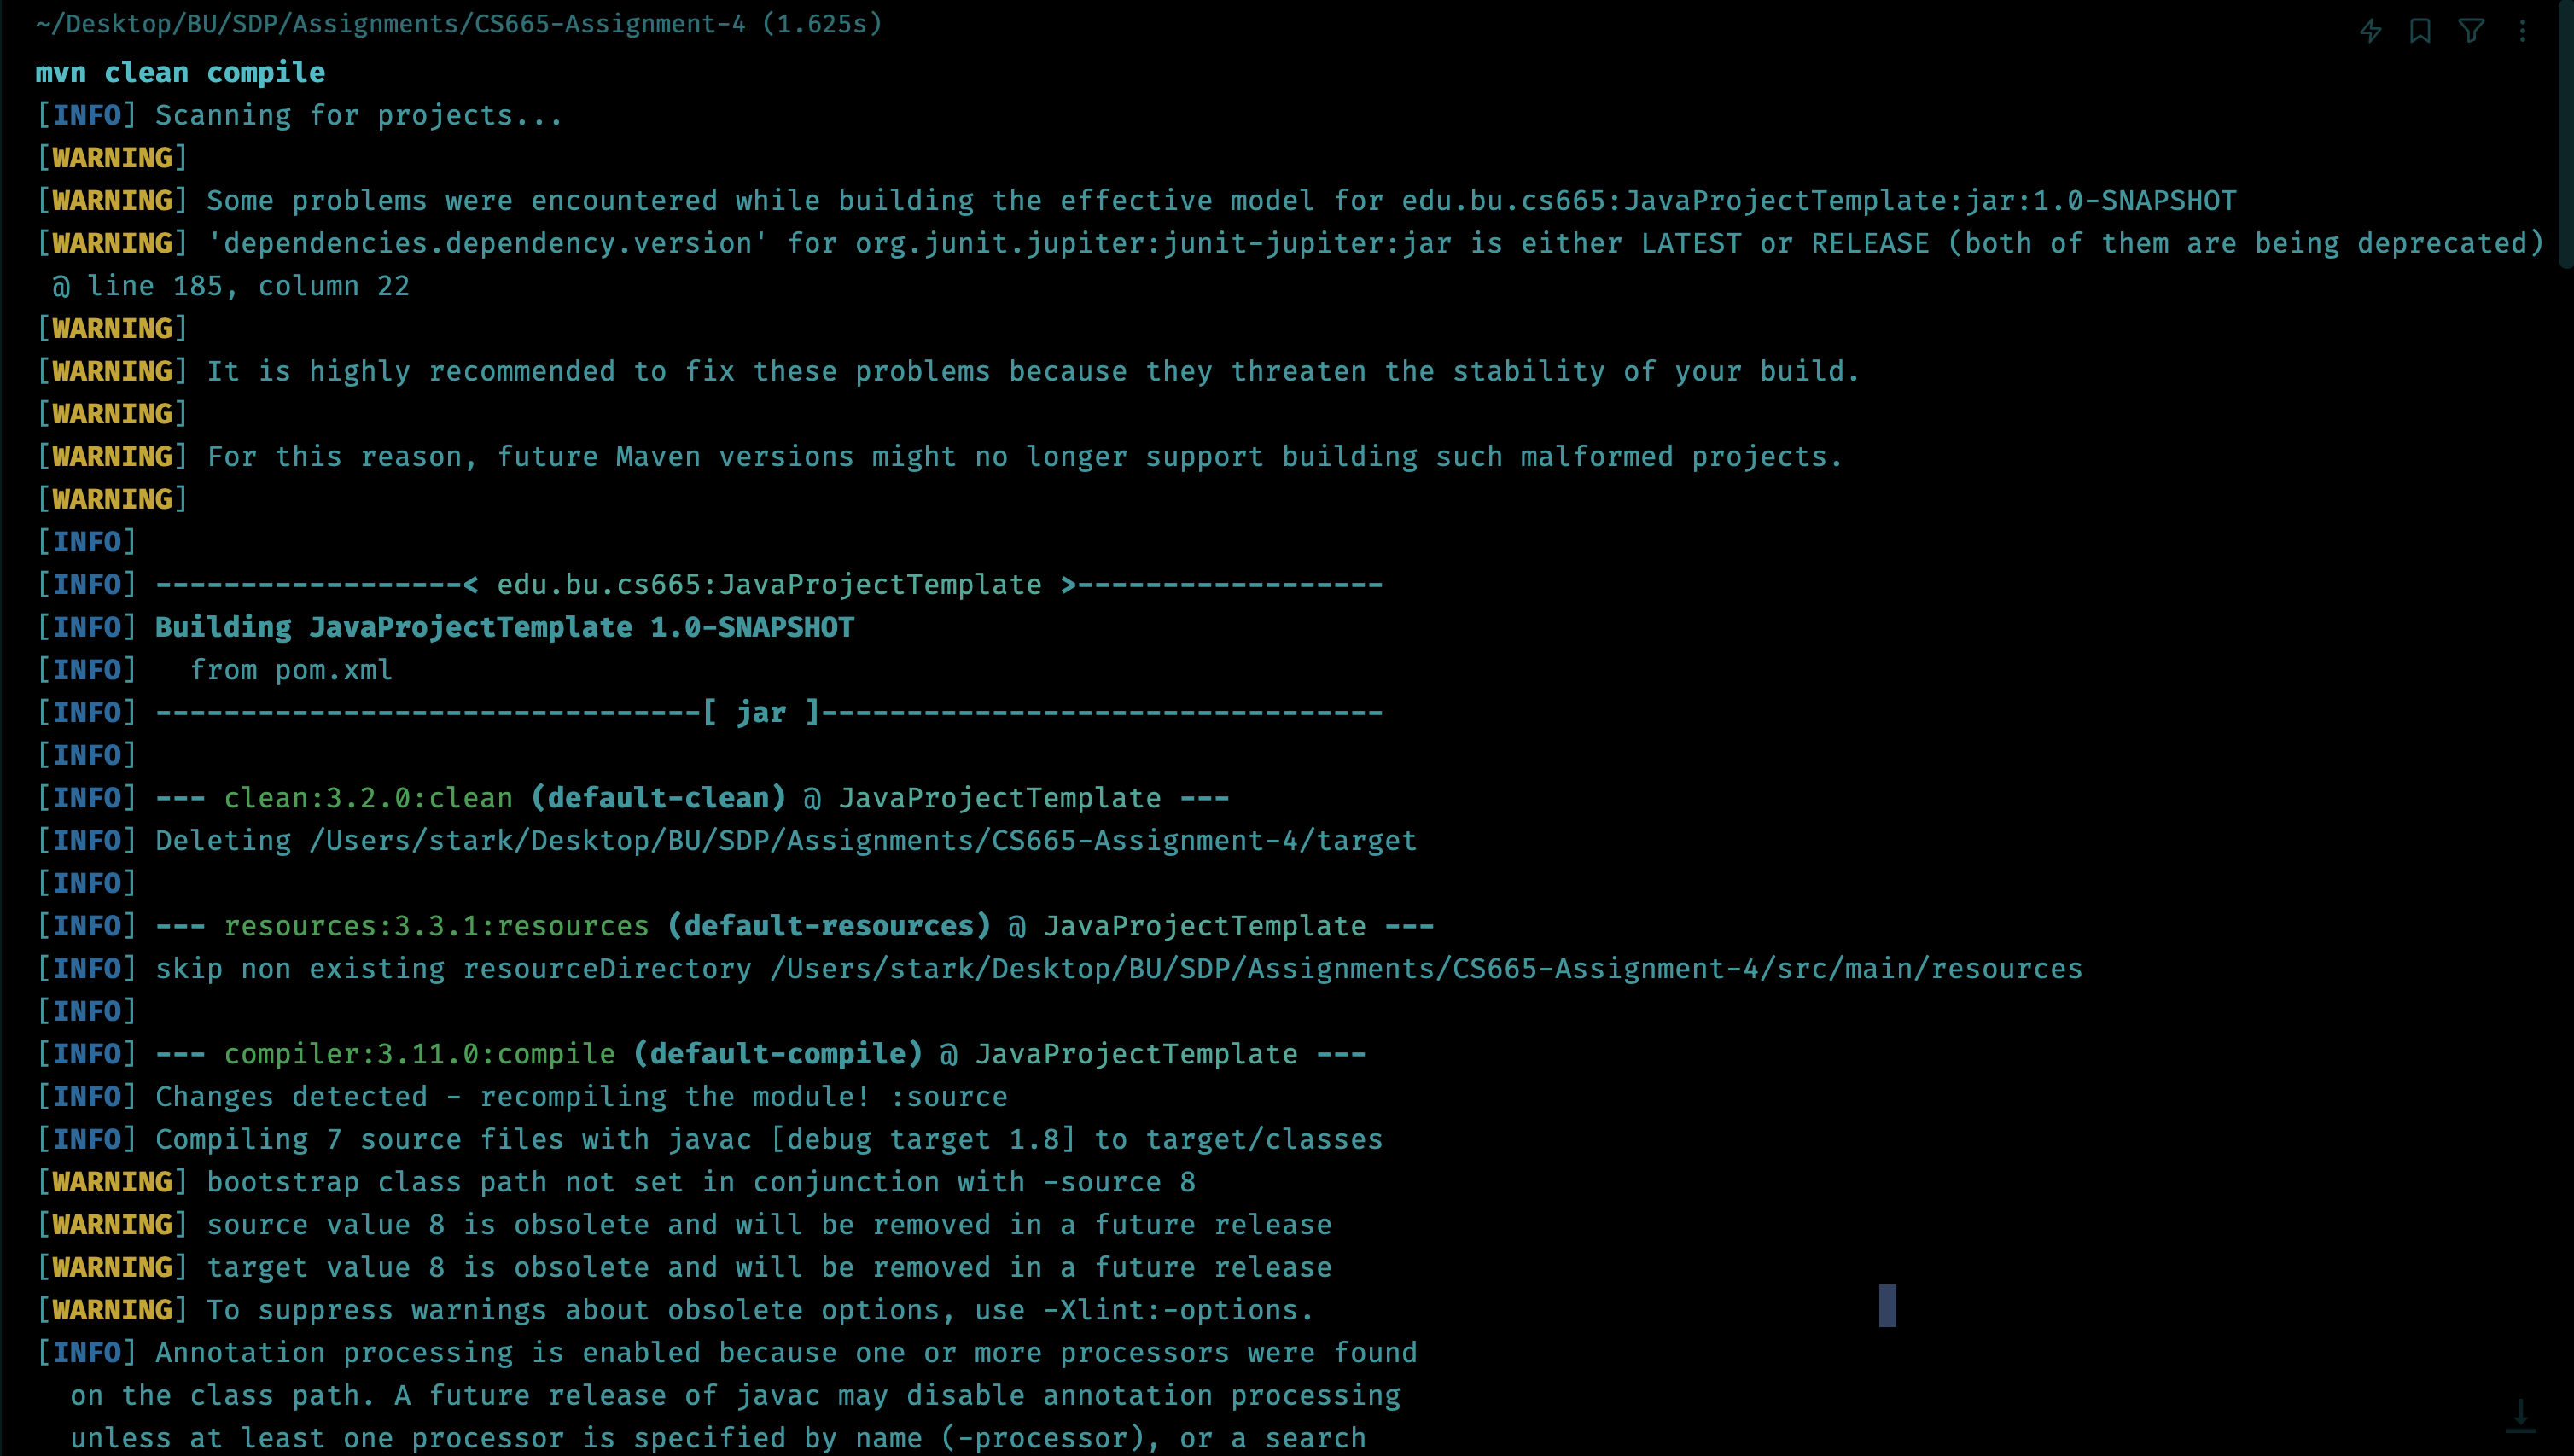 ~/Desktop/BU/SDP/Assignments/CS665-Assignment-4 (1.625s)
mvn clean compile
[INFO] Scanning for projects...
[WARNING]
[WARNING] Some problems were encountered while building the effective model for edu.bu.cs665:JavaProjectTemplate:jar:1.0-SNAPSHOT
[WARNING] 'dependencies.dependency.version' for org.junit.jupiter:junit-jupiter:jar is either LATEST or RELEASE (both of them are being deprecated)
 @ line 185, column 22
[WARNING]
[WARNING] It is highly recommended to fix these problems because they threaten the stability of your build.
[WARNING]
[WARNING] For this reason, future Maven versions might no longer support building such malformed projects.
[WARNING]
[INFO]
[INFO] ------------------< edu.bu.cs665:JavaProjectTemplate >------------------
[INFO] Building JavaProjectTemplate 1.0-SNAPSHOT
[INFO]   from pom.xml
[INFO] --------------------------------[ jar ]---------------------------------
[INFO]
[INFO] --- clean:3.2.0:clean (default-clean) @ JavaProjectTemplate ---
[INFO] Deleting /Users/stark/Desktop/BU/SDP/Assignments/CS665-Assignment-4/target
[INFO]
[INFO] --- resources:3.3.1:resources (default-resources) @ JavaProjectTemplate ---
[INFO] skip non existing resourceDirectory /Users/stark/Desktop/BU/SDP/Assignments/CS665-Assignment-4/src/main/resources
[INFO]
[INFO] --- compiler:3.11.0:compile (default-compile) @ JavaProjectTemplate ---
[INFO] Changes detected - recompiling the module! :source
[INFO] Compiling 7 source files with javac [debug target 1.8] to target/classes
[WARNING] bootstrap class path not set in conjunction with -source 8
[WARNING] source value 8 is obsolete and will be removed in a future release
[WARNING] target value 8 is obsolete and will be removed in a future release
[WARNING] To suppress warnings about obsolete options, use -Xlint:-options.
[INFO] Annotation processing is enabled because one or more processors were found
  on the class path. A future release of javac may disable annotation processing
  unless at least one processor is specified by name (-processor), or a search